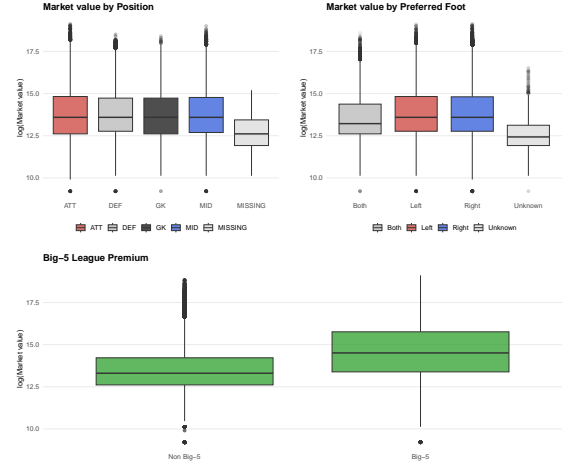 Market value by Position
log(Market value)
17.5
15.0
12.5
10.0
ATT DEF GK MID MISSING
ATT DEF GK MID MISSING
Market value by Preferred Foot
log(Market value)
17.5
15.0
12.5
10.0
Both Left Right Unknown
Both Left Right Unknown
Big−5 League Premium
log(Market value)
17.5
15.0
12.5
10.0
Non Big−5 Big−5